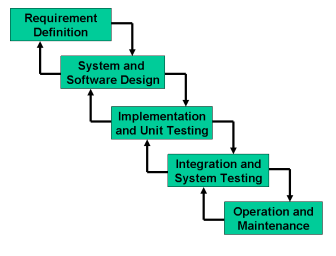 Requirement
Definition
System and
Software Design
Implementation
and Unit Testing
Integration and
System Testing
Operation and
Maintenance